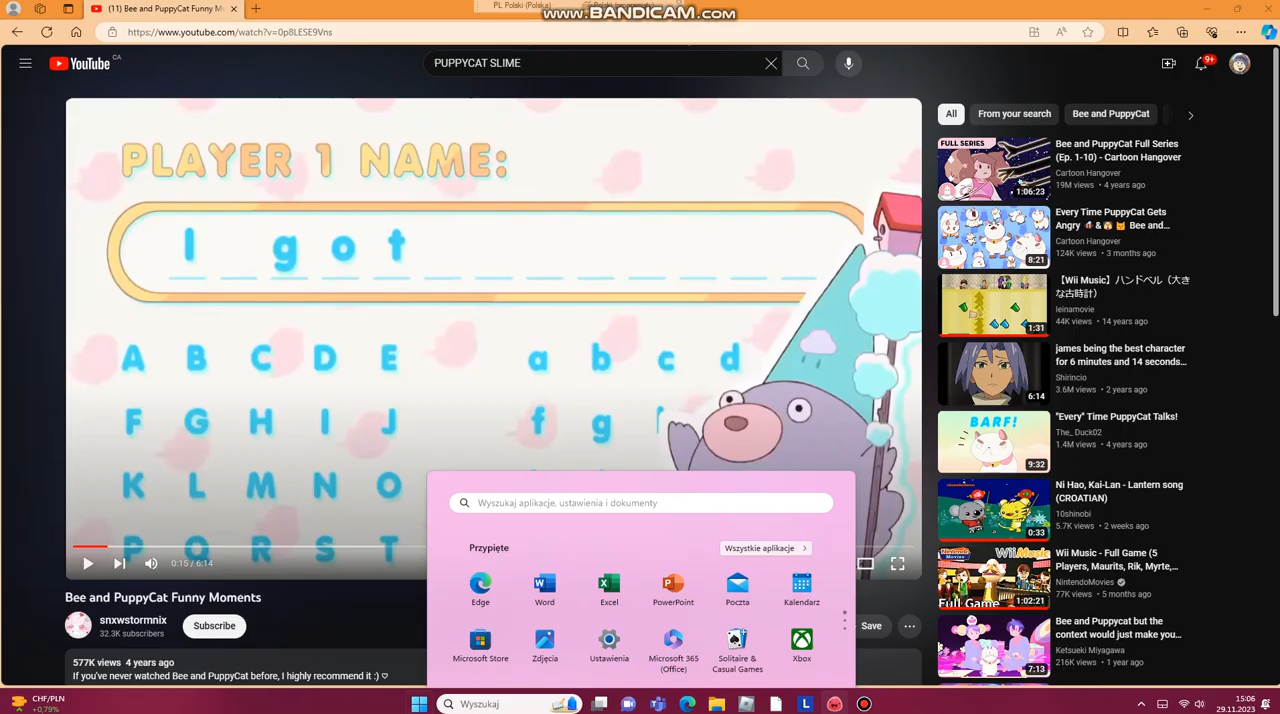 (11) Bee and PuppyCat Funny M
PL Polski (Polska)
www.BANDICAM.com
https://www.youtube.com/watch?v=0p8LESE9Vns
YouTube CA
PUPPYCAT SLIME
9+
PLAYER 1 NAME:
I got
A B C D E a b c d
F G H I J f g
K L M N O
P Q R S T
0:15 / 6:14
Bee and PuppyCat Funny Moments
snxwstormnix
32.3K subscribers
Subscribe
Save
577K views 4 years ago
If you've never watched Bee and PuppyCat before, I highly recommend it :) ♡
All
From your search
Bee and PuppyCat
FULL SERIES
1:06:23
Bee and PuppyCat Full Series
(Ep. 1-10) - Cartoon Hangover
Cartoon Hangover
19M views • 4 years ago
8:21
Every Time PuppyCat Gets
Angry & Bee and...
Cartoon Hangover
124K views • 3 months ago
1:31
【Wii Music】ハンドベル（大き
な古時計）
leinamovie
44K views • 14 years ago
6:14
james being the best character
for 6 minutes and 14 seconds...
Shirincio
3.6M views • 2 years ago
BARF!
9:32
"Every" Time PuppyCat Talks!
The_Duck02
1.4M views • 4 years ago
0:33
Ni Hao, Kai-Lan - Lantern song
(CROATIAN)
10shinobi
5.7K views • 2 weeks ago
Wii Music
Full Game
1:02:21
Wii Music - Full Game (5
Players, Maurits, Rik, Myrte,...
NintendoMovies
77K views • 5 months ago
7:13
Bee and Puppycat but the
context would just make you...
Ketsueki Miyagawa
216K views • 1 year ago
Wyszukaj aplikacje, ustawienia i dokumenty
Przypięte
Wszystkie aplikacje
Edge
Word
Excel
PowerPoint
Poczta
Kalendarz
Microsoft Store
Zdjęcia
Ustawienia
Microsoft 365
(Office)
Solitaire &
Casual Games
Xbox
CHF/PLN
+0,79%
Wyszukaj
15:06
29.11.2023